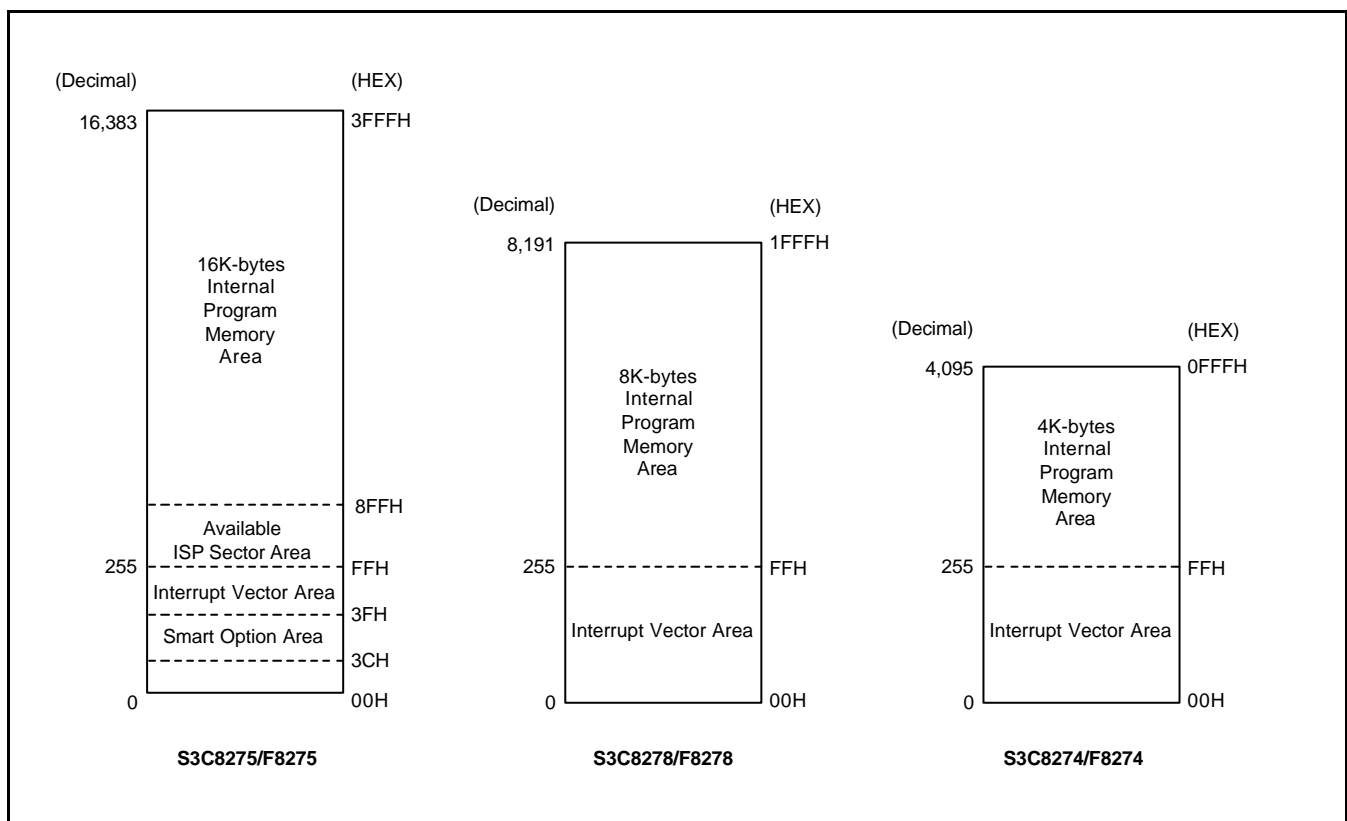 (Decimal) (HEX)
16,383 3FFFH
16K-bytes
Internal
Program
Memory
Area
8FFH
Available
ISP Sector Area
255 FFH
Interrupt Vector Area
3FH
Smart Option Area
3CH
0 00H
S3C8275/F8275
(Decimal) (HEX)
8,191 1FFFH
8K-bytes
Internal
Program
Memory
Area
255 FFH
Interrupt Vector Area
0 00H
S3C8278/F8278
(Decimal) (HEX)
4,095 0FFFH
4K-bytes
Internal
Program
Memory
Area
255 FFH
Interrupt Vector Area
0 00H
S3C8274/F8274